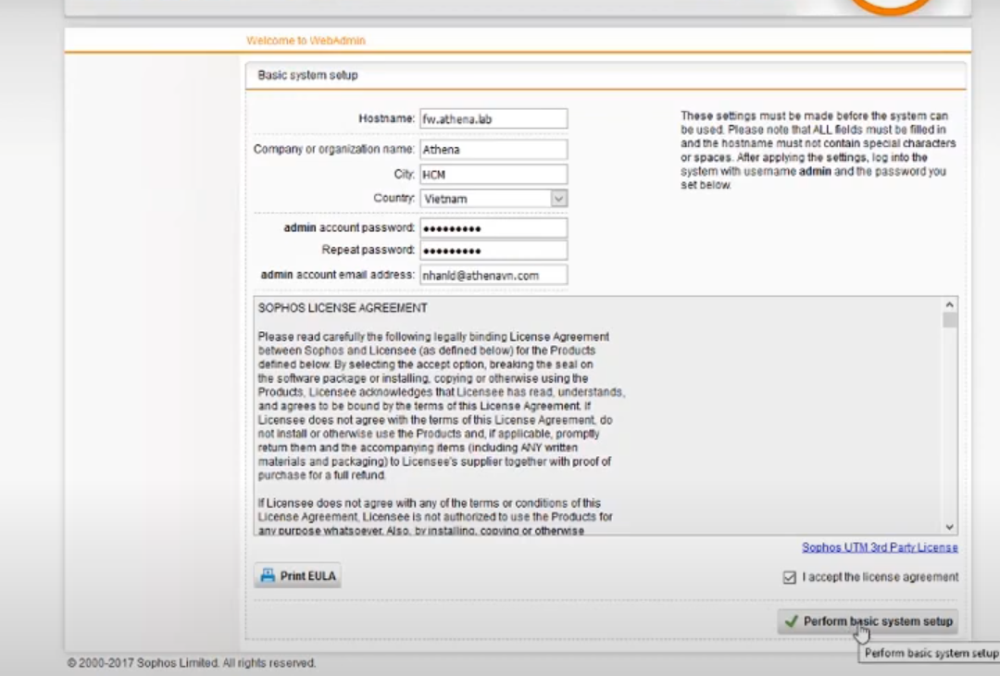 Welcome to WebAdmin
Basic system setup
Hostname: fw.athena.lab
Company or organization name: Athena
City: HCM
Country: Vietnam
admin account password: •••••••••
Repeat password: •••••••••
admin account email address: nhanld@athenavn.com
These settings must be made before the system can
be used. Please note that ALL fields must be filled in
and the hostname must not contain special characters
or spaces. After applying the settings, log into the
system with username admin and the password you
set below.
SOPHOS LICENSE AGREEMENT
Please read carefully the following legally binding License Agreement
between Sophos and Licensee (as defined below) for the Products
defined below. By selecting the accept option, breaking the seal on
the software package or installing, copying or otherwise using the
Products, Licensee acknowledges that Licensee has read, understands,
and agrees to be bound by the terms of this License Agreement. If
Licensee does not agree with the terms of this License Agreement, do
not install or otherwise use the Products and, if applicable, promptly
return them and the accompanying items (including ANY written
materials and packaging) to Licensee's supplier together with proof of
purchase for a full refund.
If Licensee does not agree with any of the terms or conditions of this
License Agreement, Licensee is not authorized to use the Products for
any purpose whatsoever. Also, by installing, copying or otherwise
Sophos UTM 3rd Party License
Print EULA
I accept the license agreement
Perform basic system setup
Perform basic system setup
© 2000-2017 Sophos Limited. All rights reserved.